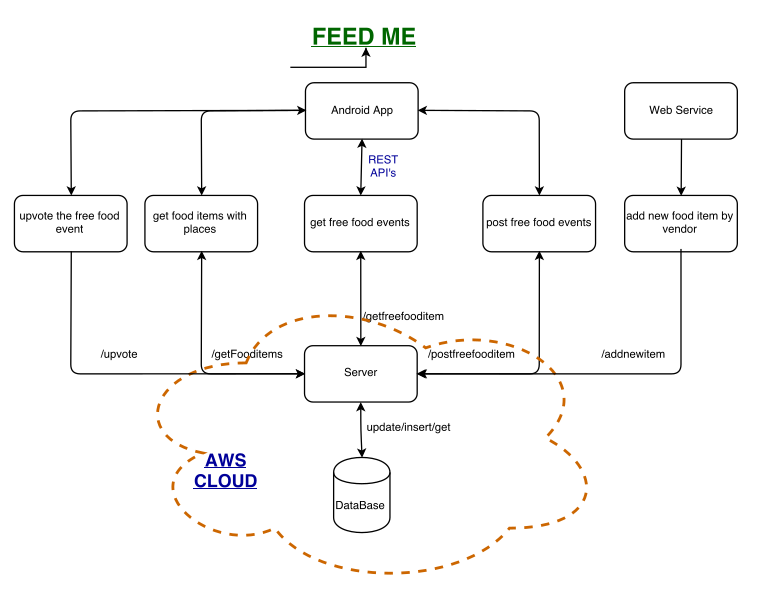 FEED ME
Android App
Web Service
REST
API's
upvote the free food
event
get food items with
places
get free food events
post free food events
add new food item by
vendor
/getfreefooditem
/upvote
/getFooditems
/postfreefooditem
/addnewitem
Server
update/insert/get
AWS
CLOUD
DataBase